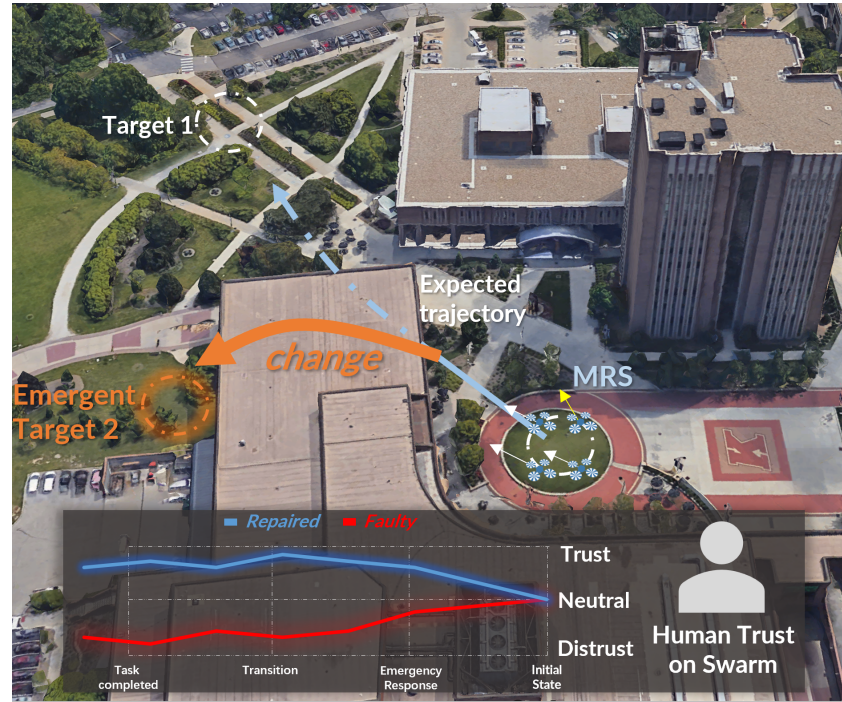 Target 1
Expected
trajectory
change
MRS
Emergent
Target 2
K
Repaired
Faulty
Trust
Neutral
Distrust
Task
completed
Transition
Emergency
Response
Initial
State
Human Trust
on Swarm